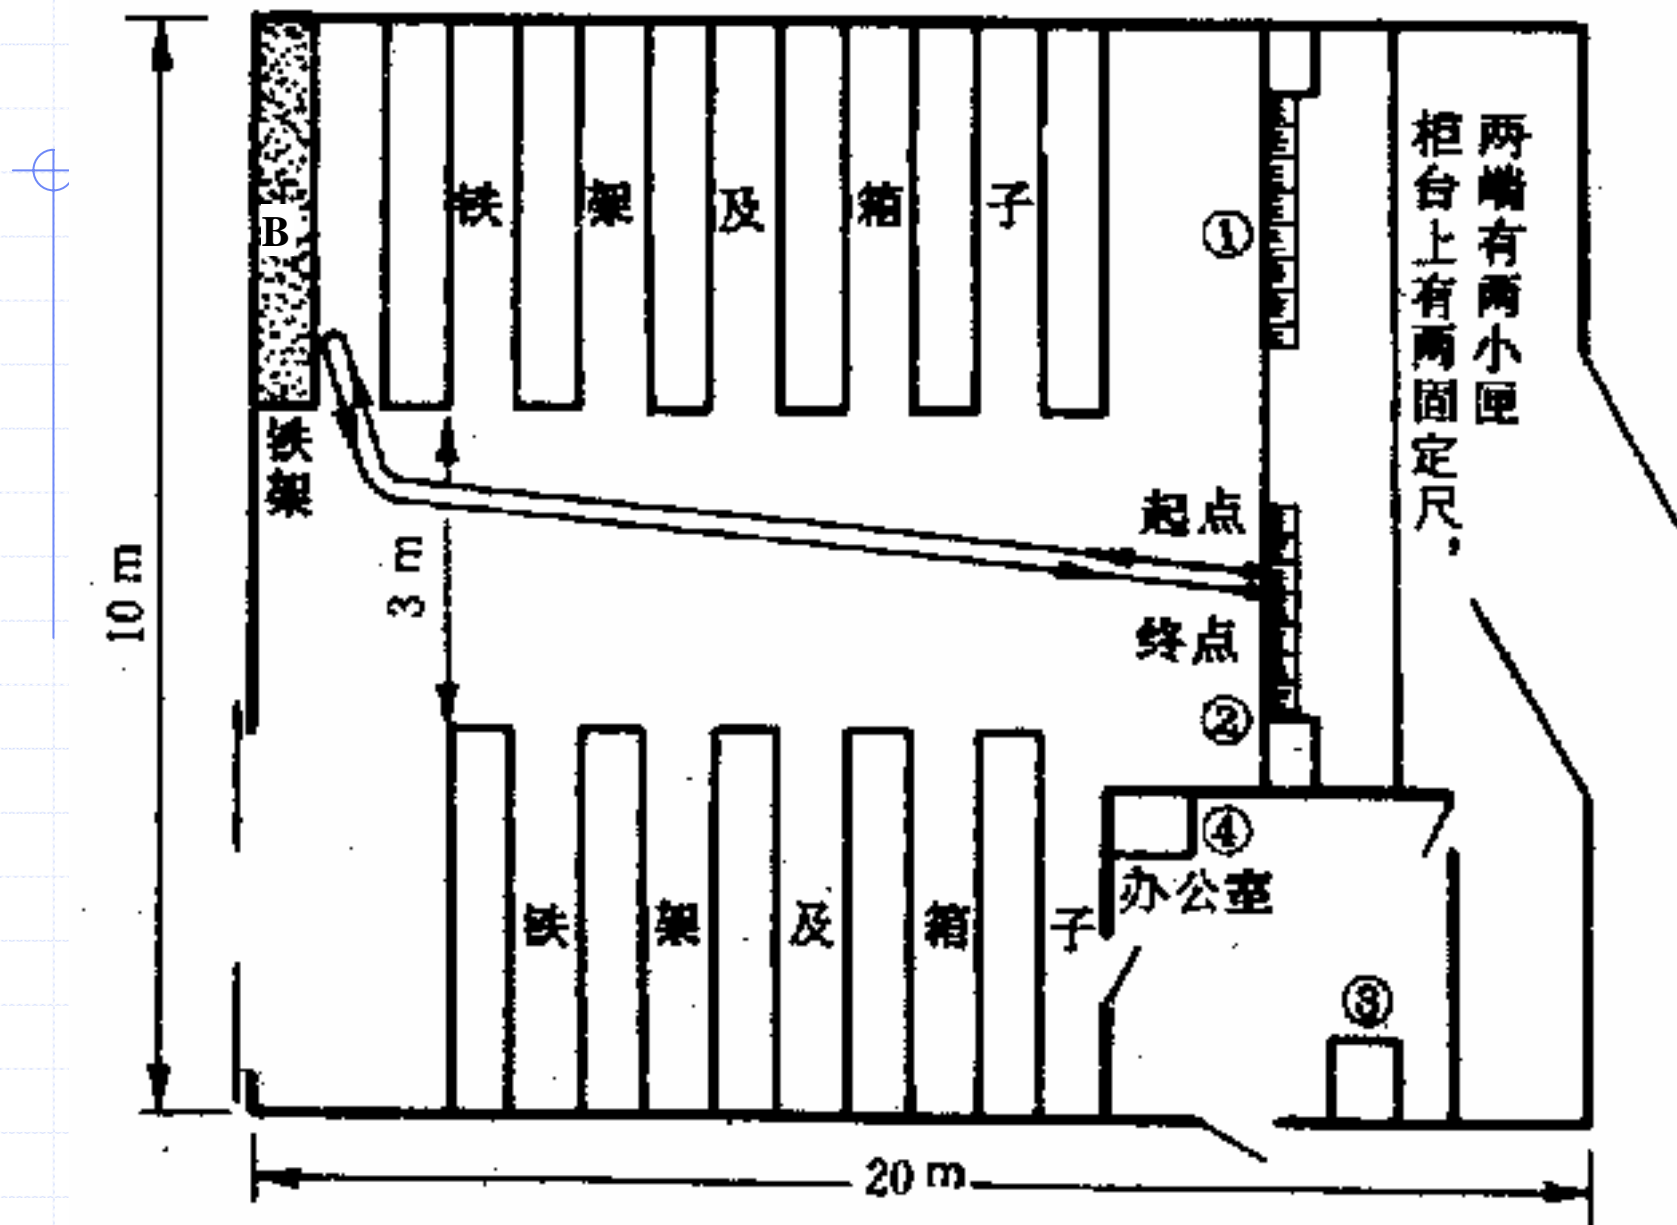 B
铁架及箱子
①
两端有两小匣
柜台上有两固定尺，
铁架
起点
10 m
3 m
终点
②
④
办公室
铁架及箱子
③
20 m